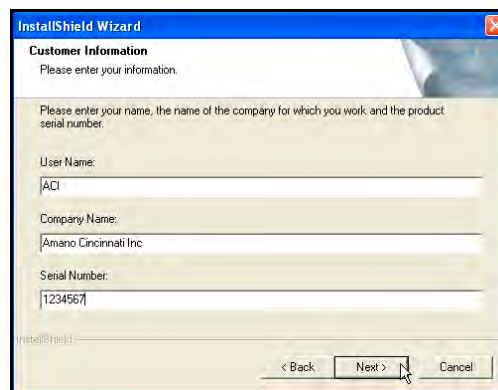 InstallShield Wizard
Customer Information
Please enter your information.
Please enter your name, the name of the company for which you work and the product
serial number.
User Name:
ACI
Company Name:
Amano Cincinnati Inc
Serial Number:
1234567
InstallShield
< Back Next > Cancel